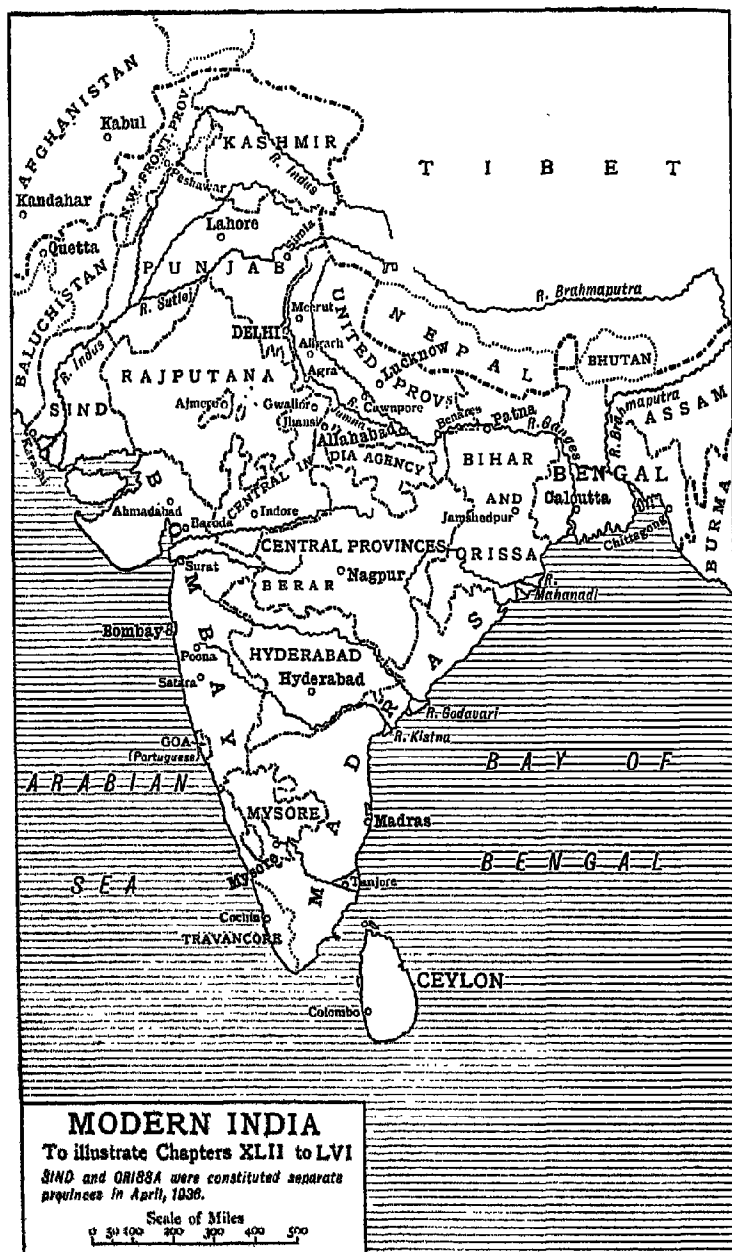 AFGHANISTAN
Kabul
Kandahar
Quetta
BALUCHISTAN
N.W. FRONT. PROV.
Peshawar
KASHMIR
R. Indus
TIBET
Lahore
Simla
PUNJAB
R. Sutlej
R. Indus
SIND
Karachi
DELHI
Meerut
Aligarh
Agra
RAJPUTANA
Ajmere
Gwalior
Jhansi
R. Jumna
UNITED PROVS
Lucknow
Cawnpore
Allahabad
Benares
NEPAL
R. Brahmaputra
BHUTAN
R. Brahmaputra
ASSAM
Patna
R. Ganges
BENGAL
Calcutta
Chittagong
BURMA
BIHAR
AND
ORISSA
Jamshedpur
R.
Mahanadi
CENTRAL INDIA AGENCY
Indore
Ahmadabad
Baroda
Surat
CENTRAL PROVINCES
BERAR
Nagpur
BOMBAY
Bombay
Poona
Satara
HYDERABAD
Hyderabad
R. Godavari
R. Kistna
GOA
(Portuguese)
ARABIAN
SEA
BAY OF
BENGAL
MYSORE
Mysore
MADRAS
Madras
Tanjore
Cochin
TRAVANCORE
CEYLON
Colombo
MODERN INDIA
To illustrate Chapters XLII to LVI
SIND and ORISSA were constituted separate
provinces in April, 1936.
Scale of Miles
0 50 100 200 300 400 500